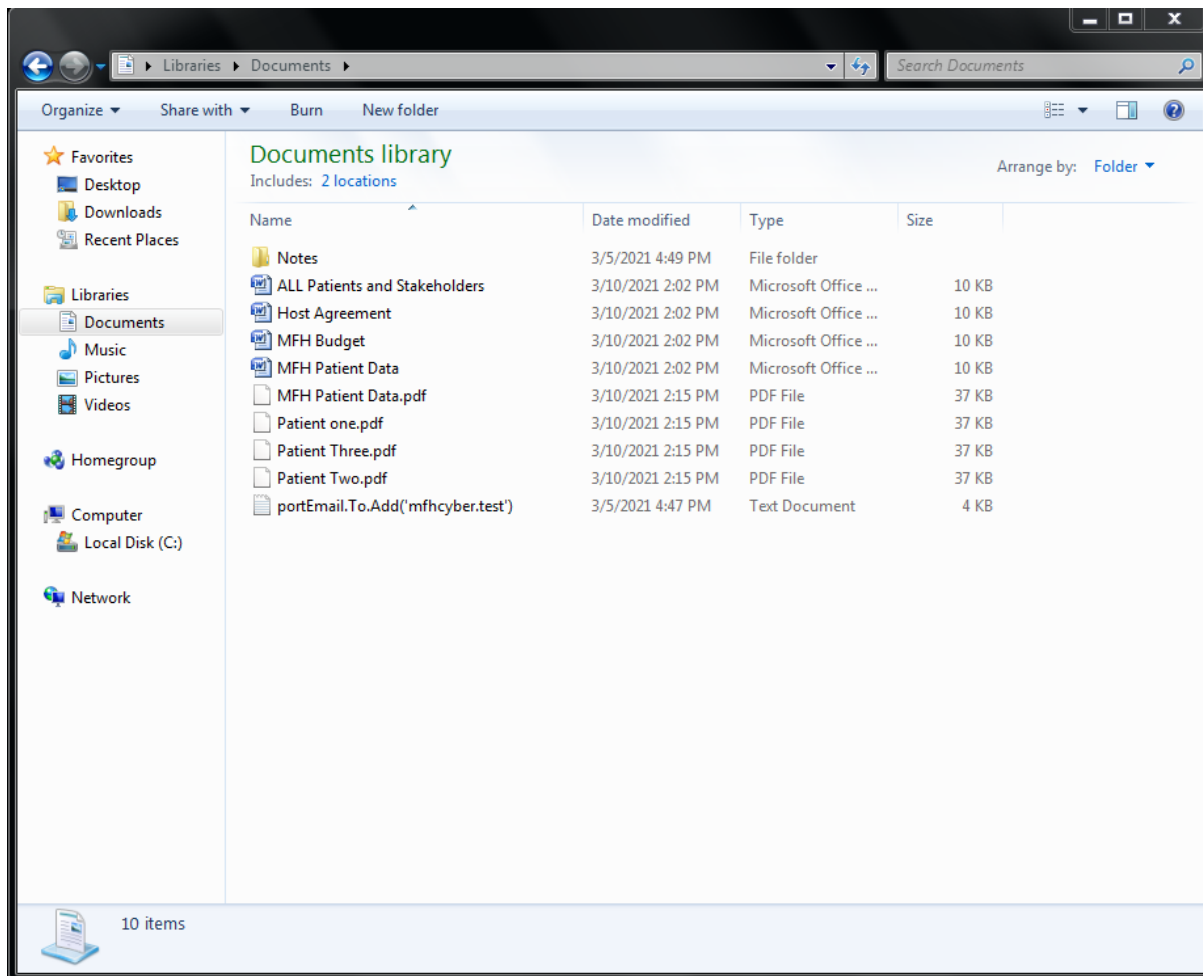 Libraries Documents
Search Documents
Organize Share with Burn New folder
Favorites
Desktop
Downloads
Recent Places
Libraries
Documents
Music
Pictures
Videos
Homegroup
Computer
Local Disk (C:)
Network
Documents library
Includes: 2 locations
Arrange by: Folder
Name Date modified Type Size
Notes 3/5/2021 4:49 PM File folder
ALL Patients and Stakeholders 3/10/2021 2:02 PM Microsoft Office ... 10 KB
Host Agreement 3/10/2021 2:02 PM Microsoft Office ... 10 KB
MFH Budget 3/10/2021 2:02 PM Microsoft Office ... 10 KB
MFH Patient Data 3/10/2021 2:02 PM Microsoft Office ... 10 KB
MFH Patient Data.pdf 3/10/2021 2:15 PM PDF File 37 KB
Patient one.pdf 3/10/2021 2:15 PM PDF File 37 KB
Patient Three.pdf 3/10/2021 2:15 PM PDF File 37 KB
Patient Two.pdf 3/10/2021 2:15 PM PDF File 37 KB
portEmail.To.Add('mfhcyber.test') 3/5/2021 4:47 PM Text Document 4 KB
10 items